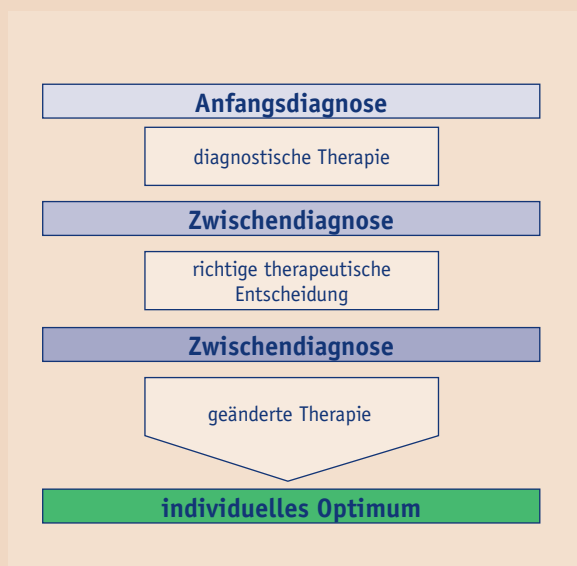 Anfangsdiagnose
diagnostische Therapie
Zwischendiagnose
richtige therapeutische
Entscheidung
Zwischendiagnose
geänderte Therapie
individuelles Optimum